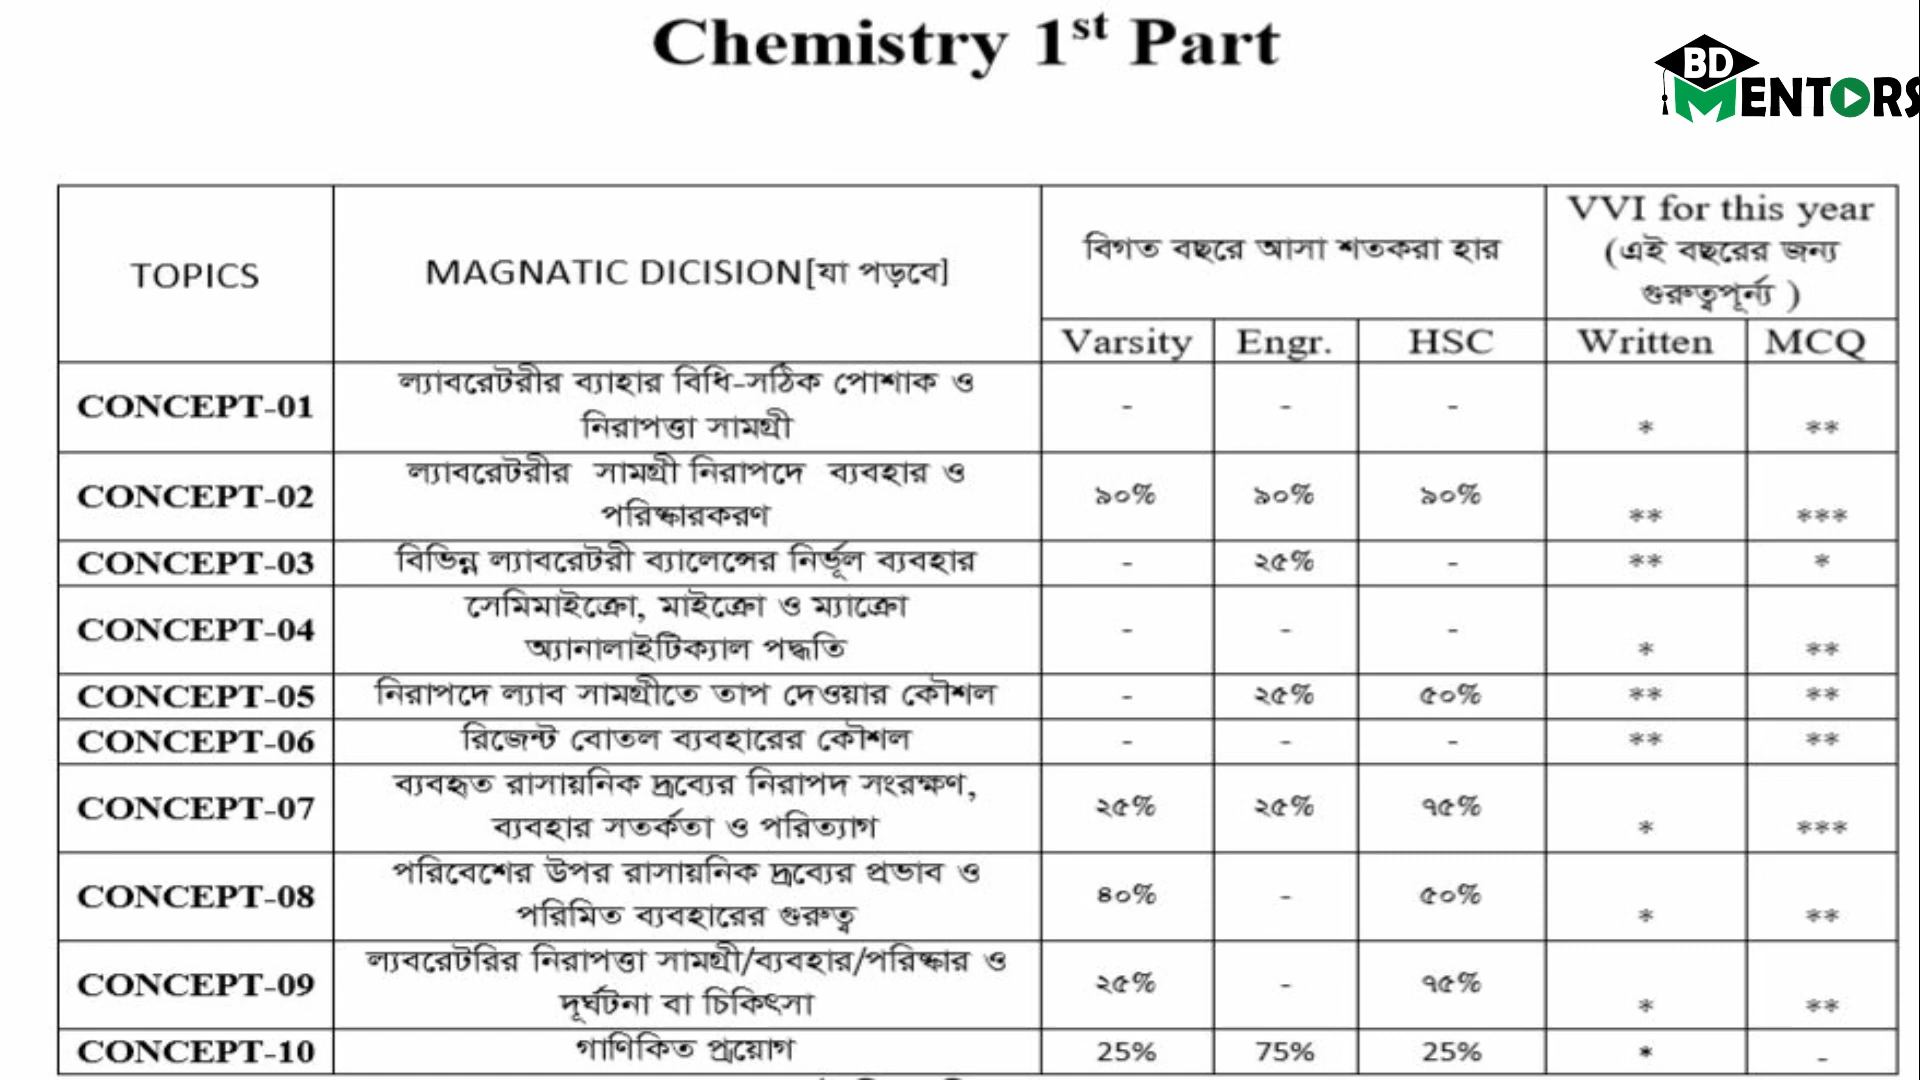 Chemistry 1st Part
BD
MENTORS
TOPICS
MAGNATIC DICISION[যা পড়বে]
বিগত বছরে আসা শতকরা হার
VVI for this year
(এই বছরের জন্য
গুরুত্বপূর্ন্য )
Varsity Engr. HSC Written MCQ
CONCEPT-01
ল্যাবরেটরীর ব্যাহার বিধি-সঠিক পোশাক ও
নিরাপত্তা সামগ্রী
- - - * **
CONCEPT-02
ল্যাবরেটরীর সামগ্রী নিরাপদে ব্যবহার ও
পরিষ্কারকরণ
৯০% ৯০% ৯০% ** ***
CONCEPT-03 বিভিন্ন ল্যাবরেটরী ব্যালেন্সের নির্ভূল ব্যবহার - ২৫% - ** *
CONCEPT-04
সেমিমাইক্রো, মাইক্রো ও ম্যাক্রো
অ্যানালাইটিক্যাল পদ্ধতি
- - - * **
CONCEPT-05 নিরাপদে ল্যাব সামগ্রীতে তাপ দেওয়ার কৌশল - ২৫% ৫০% ** **
CONCEPT-06 রিজেন্ট বোতল ব্যবহারের কৌশল - - - ** **
CONCEPT-07
ব্যবহৃত রাসায়নিক দ্রব্যের নিরাপদ সংরক্ষণ,
ব্যবহার সতর্কতা ও পরিত্যাগ
২৫% ২৫% ৭৫% * ***
CONCEPT-08
পরিবেশের উপর রাসায়নিক দ্রব্যের প্রভাব ও
পরিমিত ব্যবহারের গুরুত্ব
৪০% - ৫০% * **
CONCEPT-09
ল্যবরেটরির নিরাপত্তা সামগ্রী/ব্যবহার/পরিষ্কার ও
দূর্ঘটনা বা চিকিৎসা
২৫% - ৭৫% * **
CONCEPT-10 গাণিকিত প্রয়োগ 25% 75% 25% * -